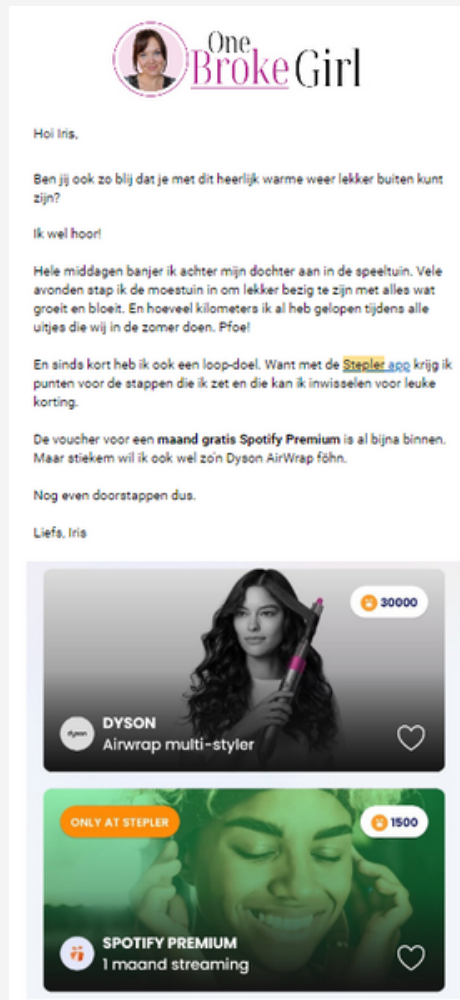 One
Broke Girl
Hoi Iris,
Ben jij ook zo blij dat je met dit heerlijk warme weer lekker buiten kunt
zijn?
Ik wel hoor!
Hele middagen banjer ik achter mijn dochter aan in de speeltuin. Vele
avonden stap ik de moestuin in om lekker bezig te zijn met alles wat
groeit en bloeit. En hoeveel kilometers ik al heb gelopen tijdens alle
uitjes die wij in de zomer doen. Pfoe!
En sinds kort heb ik ook een loop-doel. Want met de Stepler app krijg ik
punten voor de stappen die ik zet en die kan ik inwisselen voor leuke
korting.
De voucher voor een maand gratis Spotify Premium is al bijna binnen.
Maar stiekem wil ik ook wel zo'n Dyson AirWrap föhn.
Nog even doorstappen dus.
Liefs, Iris
30000
dyson
DYSON
Airwrap multi-styler
ONLY AT STEPLER
1500
SPOTIFY PREMIUM
1 maand streaming